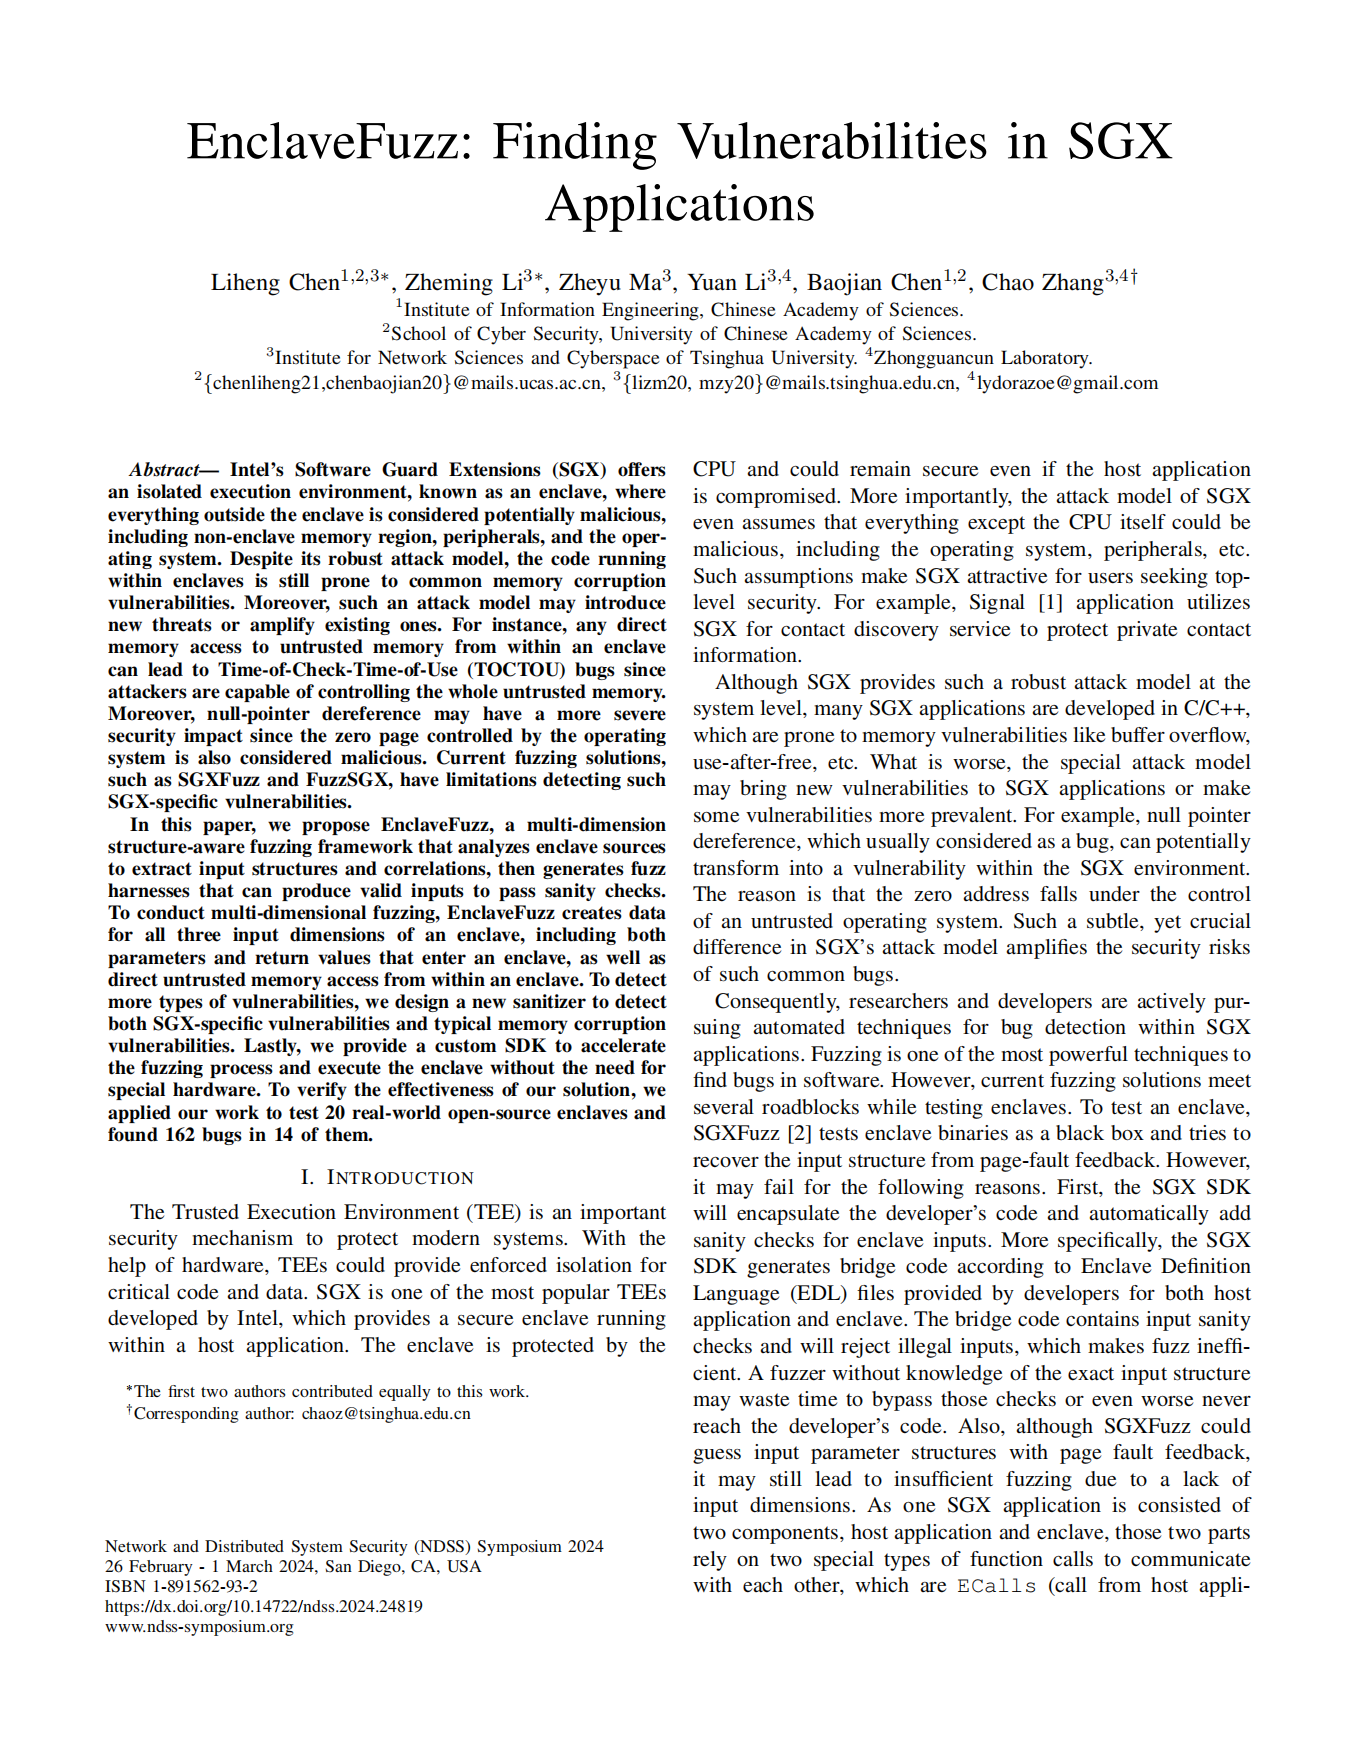 EnclaveFuzz: Finding Vulnerabilities in SGX
Applications
Liheng Chen1,2,3*, Zheming Li3*, Zheyu Ma3, Yuan Li3,4, Baojian Chen1,2, Chao Zhang3,4†
1Institute of Information Engineering, Chinese Academy of Sciences.
2School of Cyber Security, University of Chinese Academy of Sciences.
3Institute for Network Sciences and Cyberspace of Tsinghua University. 4Zhongguancun Laboratory.
2{chenliheng21,chenbaojian20}@mails.ucas.ac.cn, 3{lizm20, mzy20}@mails.tsinghua.edu.cn, 4lydorazoe@gmail.com
Abstract— Intel's Software Guard Extensions (SGX) offers
an isolated execution environment, known as an enclave, where
everything outside the enclave is considered potentially malicious,
including non-enclave memory region, peripherals, and the oper-
ating system. Despite its robust attack model, the code running
within enclaves is still prone to common memory corruption
vulnerabilities. Moreover, such an attack model may introduce
new threats or amplify existing ones. For instance, any direct
memory access to untrusted memory from within an enclave
can lead to Time-of-Check-Time-of-Use (TOCTOU) bugs since
attackers are capable of controlling the whole untrusted memory.
Moreover, null-pointer dereference may have a more severe
security impact since the zero page controlled by the operating
system is also considered malicious. Current fuzzing solutions,
such as SGXFuzz and FuzzSGX, have limitations detecting such
SGX-specific vulnerabilities.
In this paper, we propose EnclaveFuzz, a multi-dimension
structure-aware fuzzing framework that analyzes enclave sources
to extract input structures and correlations, then generates fuzz
harnesses that can produce valid inputs to pass sanity checks.
To conduct multi-dimensional fuzzing, EnclaveFuzz creates data
for all three input dimensions of an enclave, including both
parameters and return values that enter an enclave, as well as
direct untrusted memory access from within an enclave. To detect
more types of vulnerabilities, we design a new sanitizer to detect
both SGX-specific vulnerabilities and typical memory corruption
vulnerabilities. Lastly, we provide a custom SDK to accelerate
the fuzzing process and execute the enclave without the need for
special hardware. To verify the effectiveness of our solution, we
applied our work to test 20 real-world open-source enclaves and
found 162 bugs in 14 of them.
I. INTRODUCTION
The Trusted Execution Environment (TEE) is an important
security mechanism to protect modern systems. With the
help of hardware, TEEs could provide enforced isolation for
critical code and data. SGX is one of the most popular TEEs
developed by Intel, which provides a secure enclave running
within a host application. The enclave is protected by the
*The first two authors contributed equally to this work.
†Corresponding author: chaoz@tsinghua.edu.cn
Network and Distributed System Security (NDSS) Symposium 2024
26 February - 1 March 2024, San Diego, CA, USA
ISBN 1-891562-93-2
https://dx.doi.org/10.14722/ndss.2024.24819
www.ndss-symposium.org
CPU and could remain secure even if the host application
is compromised. More importantly, the attack model of SGX
even assumes that everything except the CPU itself could be
malicious, including the operating system, peripherals, etc.
Such assumptions make SGX attractive for users seeking top-
level security. For example, Signal [1] application utilizes
SGX for contact discovery service to protect private contact
information.
Although SGX provides such a robust attack model at the
system level, many SGX applications are developed in C/C++,
which are prone to memory vulnerabilities like buffer overflow,
use-after-free, etc. What is worse, the special attack model
may bring new vulnerabilities to SGX applications or make
some vulnerabilities more prevalent. For example, null pointer
dereference, which usually considered as a bug, can potentially
transform into a vulnerability within the SGX environment.
The reason is that the zero address falls under the control
of an untrusted operating system. Such a subtle, yet crucial
difference in SGX's attack model amplifies the security risks
of such common bugs.
Consequently, researchers and developers are actively pur-
suing automated techniques for bug detection within SGX
applications. Fuzzing is one of the most powerful techniques to
find bugs in software. However, current fuzzing solutions meet
several roadblocks while testing enclaves. To test an enclave,
SGXFuzz [2] tests enclave binaries as a black box and tries to
recover the input structure from page-fault feedback. However,
it may fail for the following reasons. First, the SGX SDK
will encapsulate the developer's code and automatically add
sanity checks for enclave inputs. More specifically, the SGX
SDK generates bridge code according to Enclave Definition
Language (EDL) files provided by developers for both host
application and enclave. The bridge code contains input sanity
checks and will reject illegal inputs, which makes fuzz ineffi-
cient. A fuzzer without knowledge of the exact input structure
may waste time to bypass those checks or even worse never
reach the developer's code. Also, although SGXFuzz could
guess input parameter structures with page fault feedback,
it may still lead to insufficient fuzzing due to a lack of
input dimensions. As one SGX application is consisted of
two components, host application and enclave, those two parts
rely on two special types of function calls to communicate
with each other, which are ECalls (call from host appli-